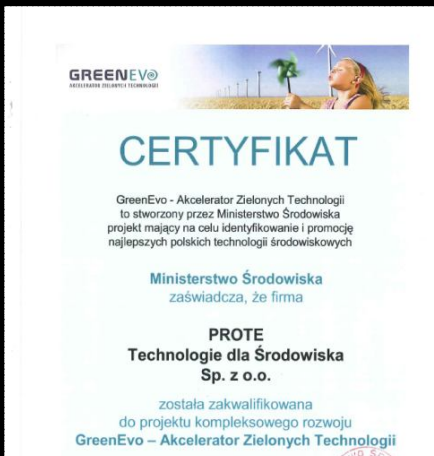 GREENEVO
AKCELERATOR ZIELONYCH TECHNOLOGII
CERTYFIKAT
GreenEvo - Akcelerator Zielonych Technologii
to stworzony przez Ministerstwo Środowiska
projekt mający na celu identyfikowanie i promocję
najlepszych polskich technologii środowiskowych
Ministerstwo Środowiska
zaświadcza, że firma
PROTE
Technologie dla Środowiska
Sp. z o.o.
została zakwalifikowana
do projektu kompleksowego rozwoju
GreenEvo – Akcelerator Zielonych Technologii